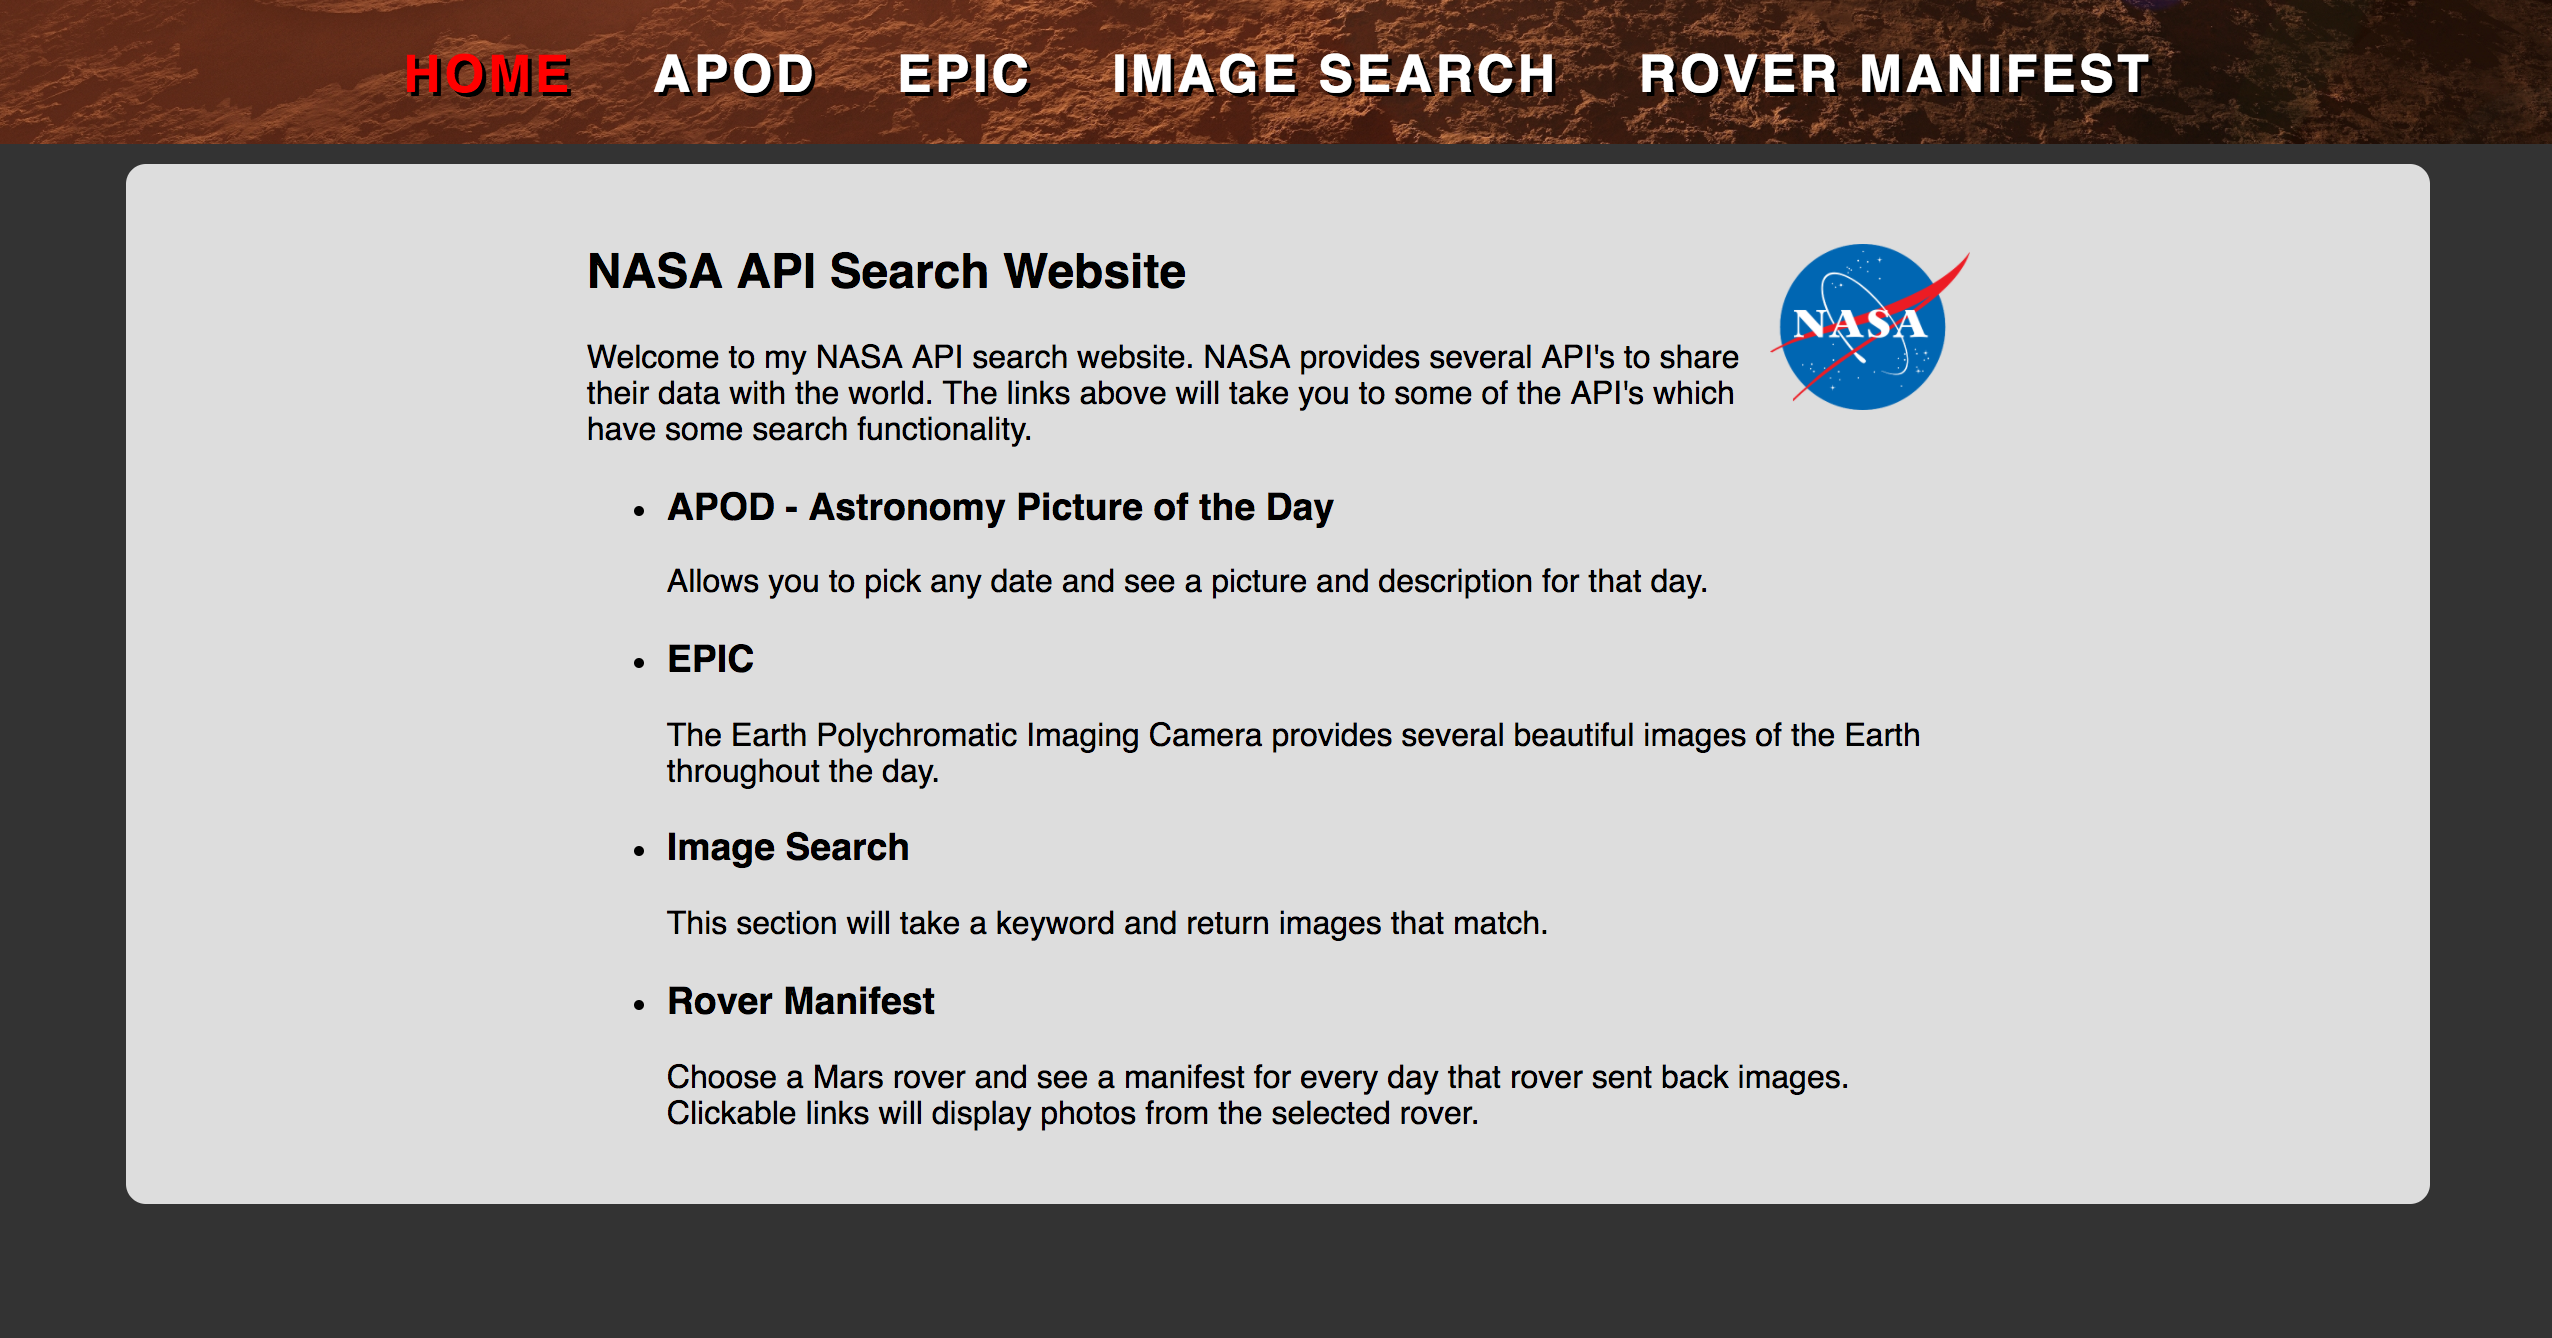 HOME APOD EPIC IMAGE SEARCH ROVER MANIFEST
NASA API Search Website
NASA
Welcome to my NASA API search website. NASA provides several API's to share
their data with the world. The links above will take you to some of the API's which
have some search functionality.
• APOD - Astronomy Picture of the Day
Allows you to pick any date and see a picture and description for that day.
• EPIC
The Earth Polychromatic Imaging Camera provides several beautiful images of the Earth
throughout the day.
• Image Search
This section will take a keyword and return images that match.
• Rover Manifest
Choose a Mars rover and see a manifest for every day that rover sent back images.
Clickable links will display photos from the selected rover.